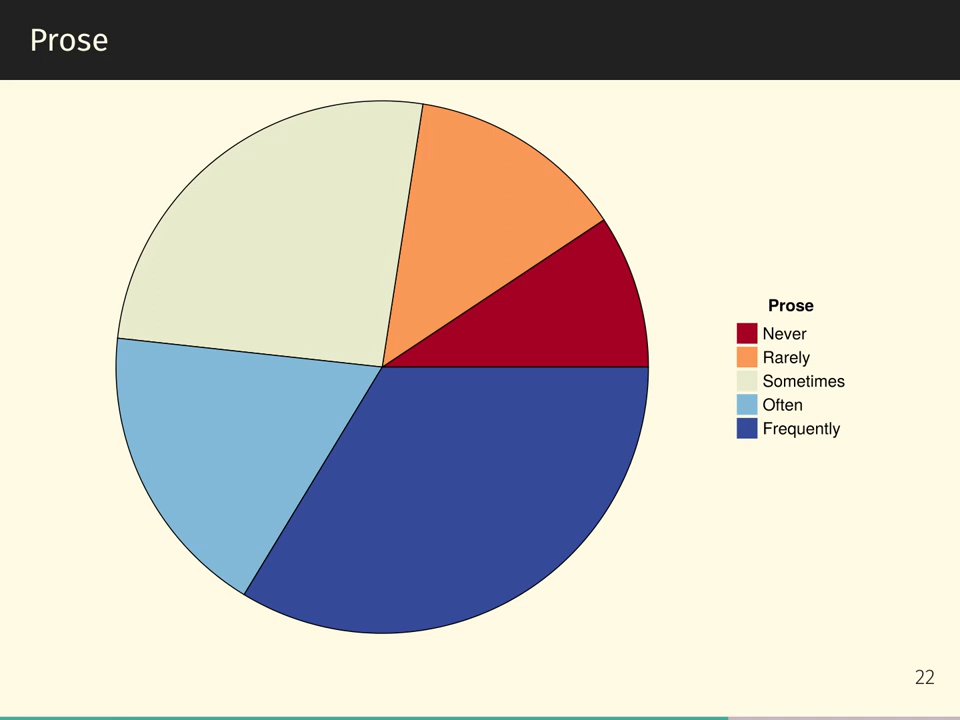 Prose
Prose
Never
Rarely
Sometimes
Often
Frequently
22